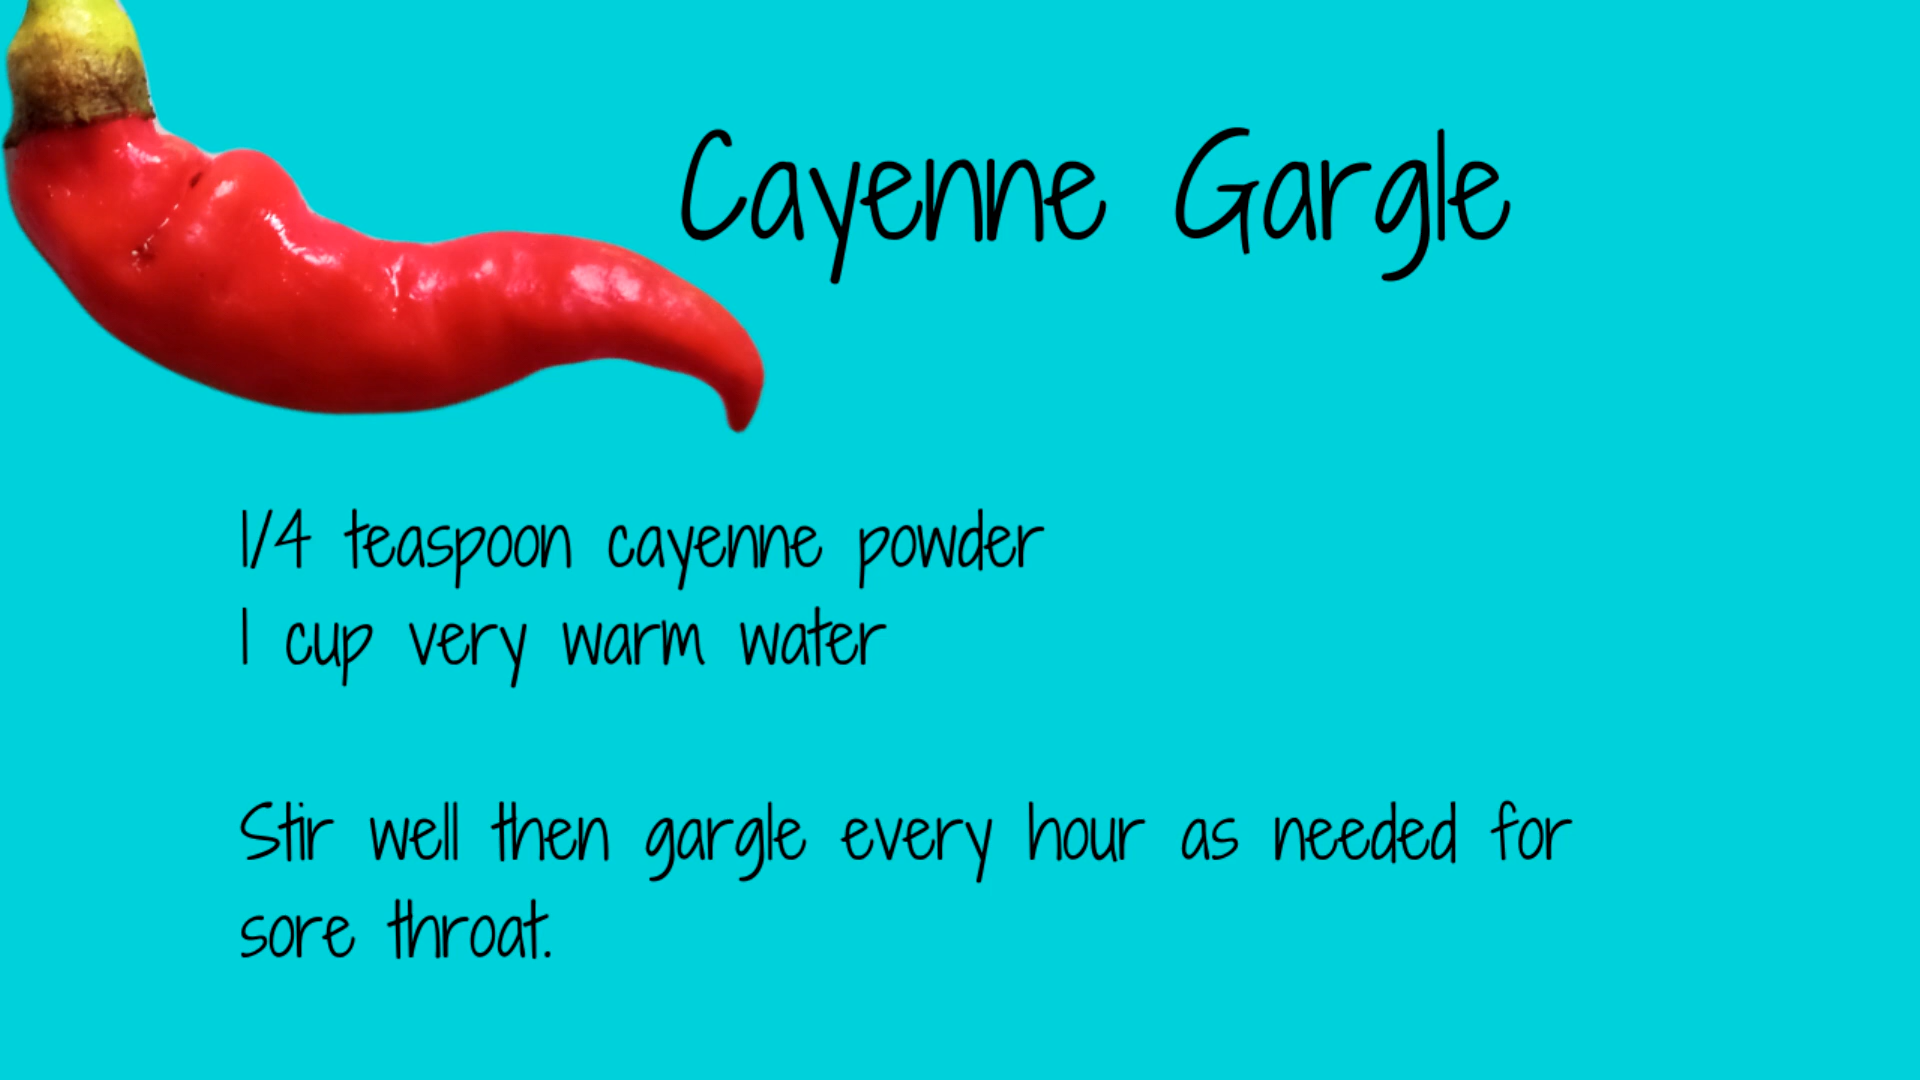 Cayenne Gargle
1/4 teaspoon cayenne powder
1 cup very warm water
Stir well then gargle every hour as needed for
sore throat.